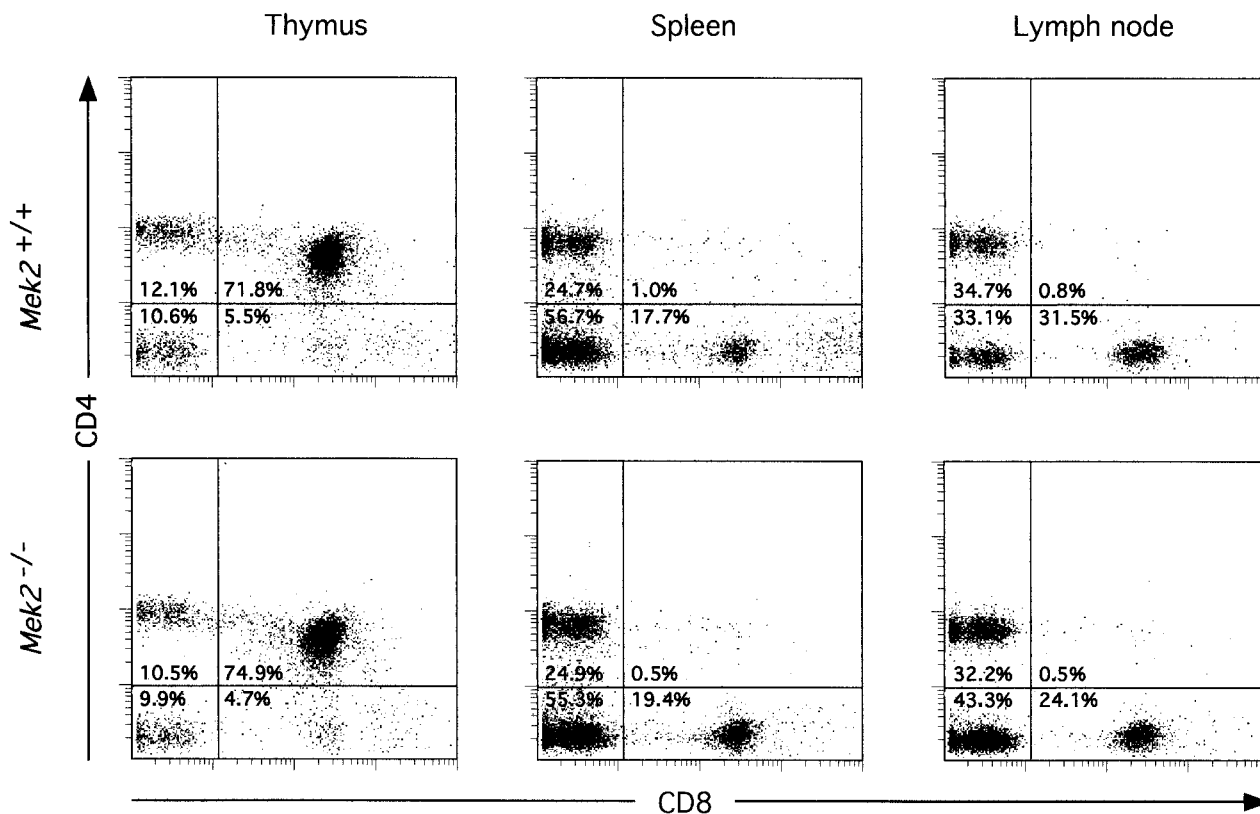 Thymus Spleen Lymph node
Mek2+/+
12.1% 71.8% 24.7% 1.0% 34.7% 0.8%
10.6% 5.5% 56.7% 17.7% 33.1% 31.5%
CD4
Mek2-/-
10.5% 74.9% 24.9% 0.5% 32.2% 0.5%
9.9% 4.7% 55.3% 19.4% 43.3% 24.1%
CD8